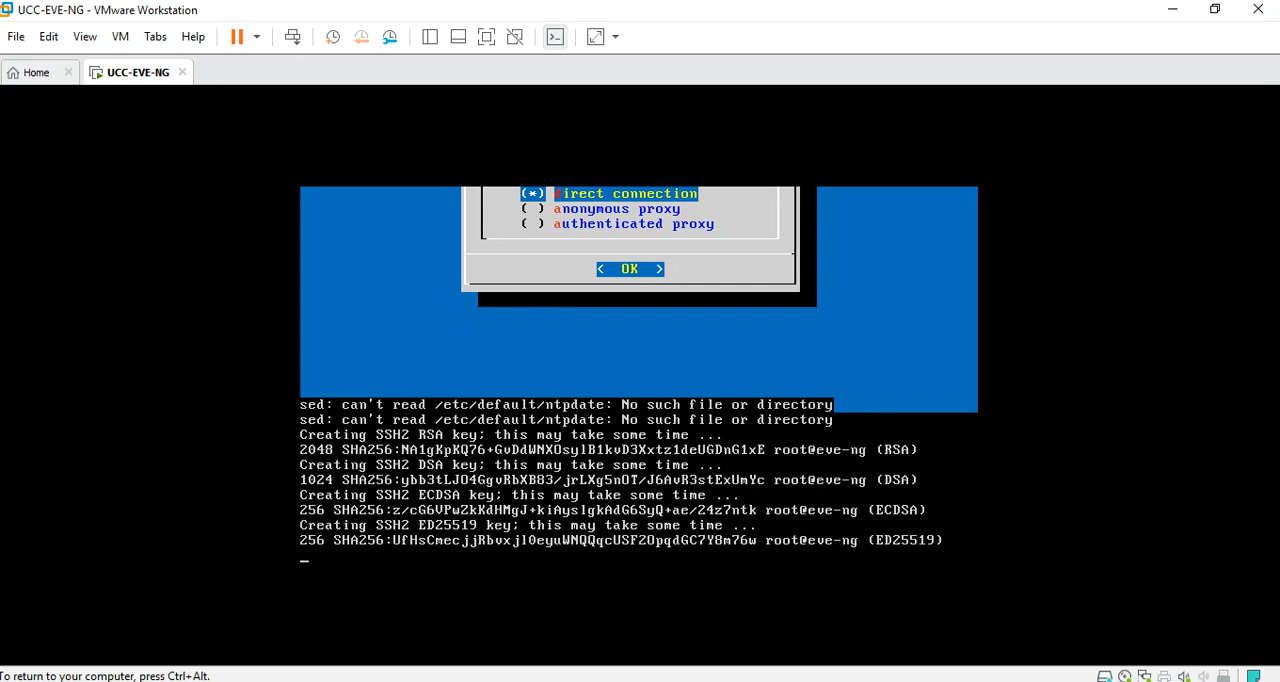 UCC-EVE-NG - VMware Workstation
File Edit View VM Tabs Help
Home UCC-EVE-NG
(*) direct connection
( ) anonymous proxy
( ) authenticated proxy
< OK >
sed: can't read /etc/default/ntpdate: No such file or directory
sed: can't read /etc/default/ntpdate: No such file or directory
Creating SSH2 RSA key; this may take some time ...
2048 SHA256:NA1gKpKQ76+GvDdWNXOsylB1kvD3Xxtz1deUGDnG1xE root@eve-ng (RSA)
Creating SSH2 DSA key; this may take some time ...
1024 SHA256:ybb3tLJO4GgvRbXB83/jrLXg5nOT/J6AvR3stExUmYc root@eve-ng (DSA)
Creating SSH2 ECDSA key; this may take some time ...
256 SHA256:z/cG6VPwZkKdHMgJ+kiAyslgkAdG6SyQ+ae/24z7ntk root@eve-ng (ECDSA)
Creating SSH2 ED25519 key; this may take some time ...
256 SHA256:UfHsCmecjjRbvxjl0eyuWNQQqcUSF2OpqdGC7Y8m76w root@eve-ng (ED25519)
To return to your computer, press Ctrl+Alt.